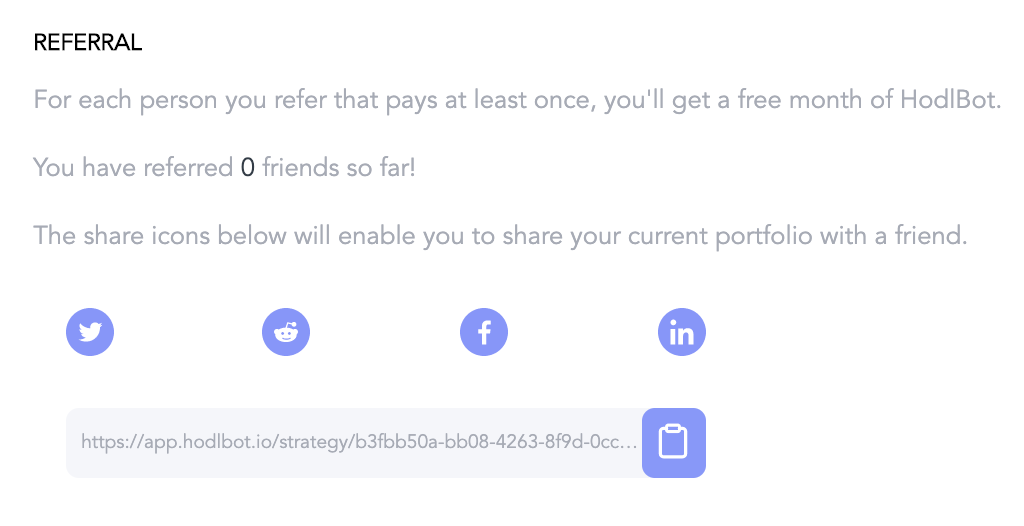 REFERRAL
For each person you refer that pays at least once, you'll get a free month of HodlBot.
You have referred 0 friends so far!
The share icons below will enable you to share your current portfolio with a friend.
f
in
https://app.hodlbot.io/strategy/b3fbb50a-bb08-4263-8f9d-0cc...